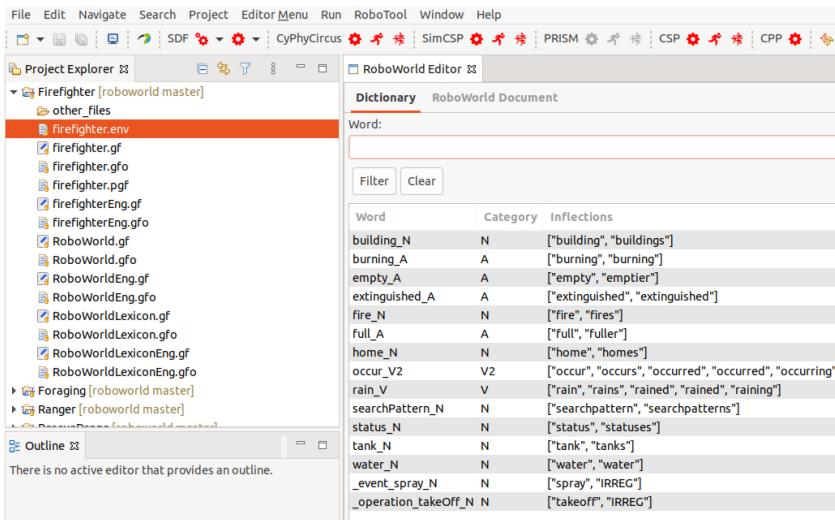 File Edit Navigate Search Project Editor Menu Run RoboTool Window Help
SDF CyPhyCircus SimCSP PRISM CSP CPP
Project Explorer
Firefighter [roboworld master]
other_files
firefighter.env
firefighter.gf
firefighter.gfo
firefighter.pgf
firefighterEng.gf
firefighterEng.gfo
RoboWorld.gf
RoboWorld.gfo
RoboWorldEng.gf
RoboWorldEng.gfo
RoboWorldLexicon.gf
RoboWorldLexicon.gfo
RoboWorldLexiconEng.gf
RoboWorldLexiconEng.gfo
Foraging [roboworld master]
Ranger [roboworld master]
Outline
There is no active editor that provides an outline.
RoboWorld Editor
Dictionary RoboWorld Document
Word:
Filter Clear
Word Category Inflections
building_N N ["building", "buildings"]
burning_A A ["burning", "burning"]
empty_A A ["empty", "emptier"]
extinguished_A A ["extinguished", "extinguished"]
fire_N N ["fire", "fires"]
full_A A ["full", "fuller"]
home_N N ["home", "homes"]
occur_V2 V2 ["occur", "occurs", "occurred", "occurred", "occurring"
rain_V V ["rain", "rains", "rained", "rained", "raining"]
searchPattern_N N ["searchpattern", "searchpatterns"]
status_N N ["status", "statuses"]
tank_N N ["tank", "tanks"]
water_N N ["water", "water"]
_event_spray_N N ["spray", "IRREG"]
_operation_takeOff_N N ["takeoff", "IRREG"]